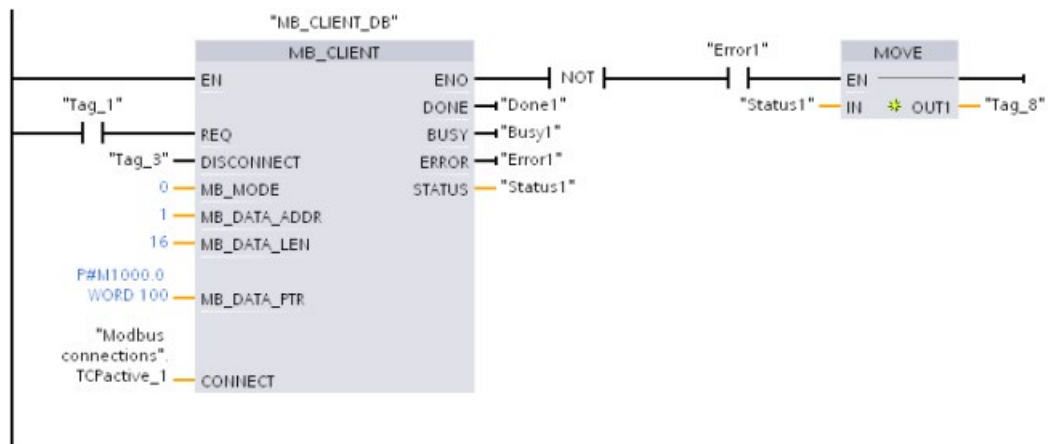 "MB_CLIENT_DB"
MB_CLIENT
EN
ENO
NOT
"Error1"
MOVE
EN
"Tag_1"
DONE
"Done1"
"Status1"
IN
OUT1
"Tag_8"
REQ
BUSY
"Busy1"
"Tag_3"
DISCONNECT
ERROR
"Error1"
0
MB_MODE
STATUS
"Status1"
1
MB_DATA_ADDR
16
MB_DATA_LEN
P#M1000.0
WORD 100
MB_DATA_PTR
"Modbus
connections".
TCPactive_1
CONNECT